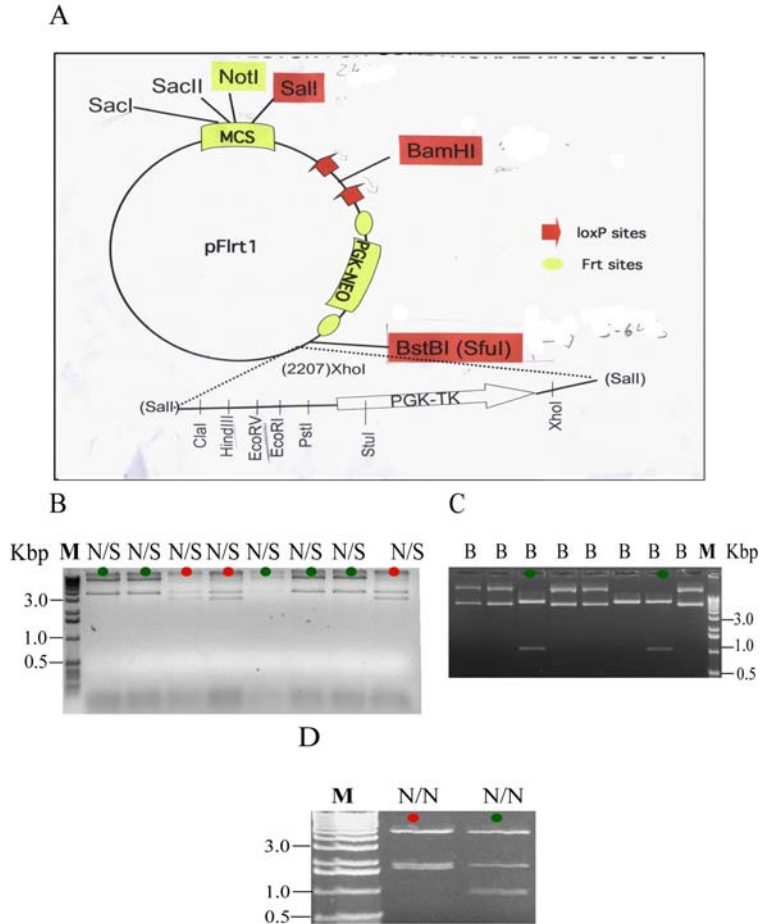 A
SacI
SacII
NotI
SalI
MCS
BamHI
pFlrt1
loxP sites
Frt sites
PGK-NEO
BstBI (SfuI)
(2207)XhoI
(SalI)
ClaI
HindIII
EcoRV
EcoRI
PstI
PGK-TK
StuI
XhoI
(SalI)
B
Kbp M N/S N/S N/S N/S N/S N/S N/S N/S
3.0
1.0
0.5
C
B B B B B B B B M Kbp
3.0
1.0
0.5
D
M N/N N/N
3.0
1.0
0.5